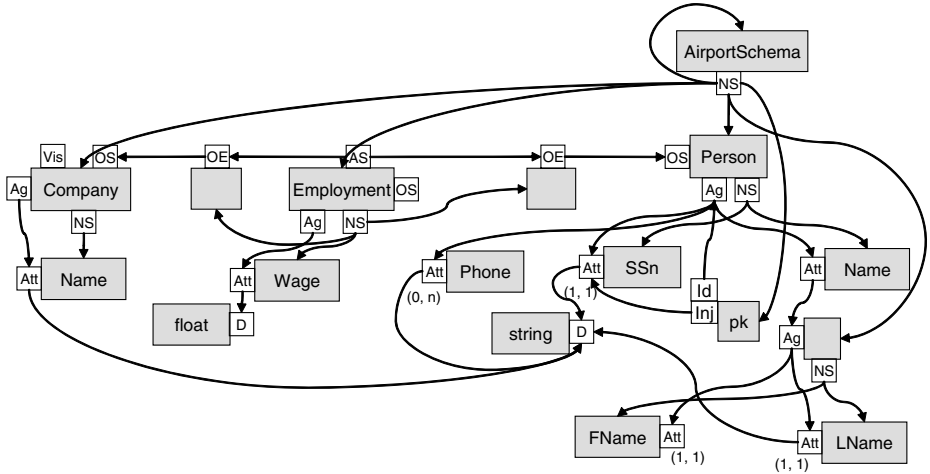 AirportSchema
NS
Vis
OS
OE
AS
OE
OS
Person
Ag
Company
Employment
OS
Ag
NS
NS
Ag
NS
Att
Name
Att
Wage
Att
Phone
(0, n)
Att
SSn
(1, 1)
Att
Name
Id
Inj
pk
float
D
string
D
Ag
NS
FName
Att
(1, 1)
Att
LName
(1, 1)